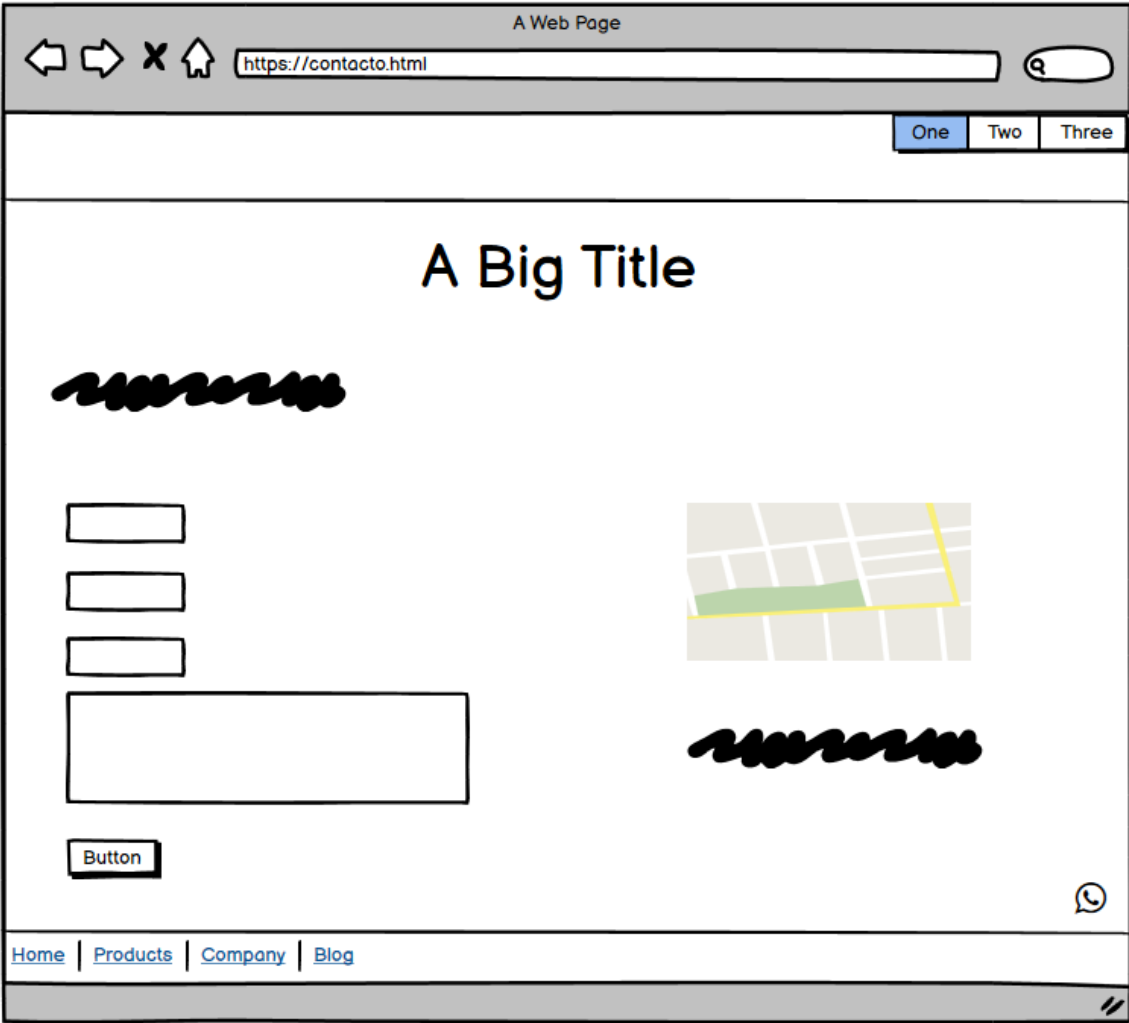 A Web Page
https://contacto.html
One Two Three
A Big Title
Button
Home Products Company Blog